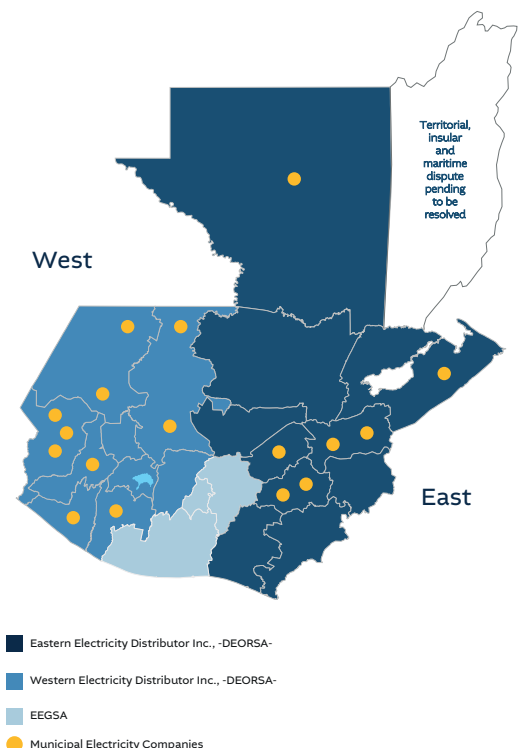 Territorial,
insular
and
maritime
dispute
pending
to be
resolved
West
East
Eastern Electricity Distributor Inc., -DEORSA-
Western Electricity Distributor Inc., -DEORSA-
EEGSA
Municipal Electricity Companies